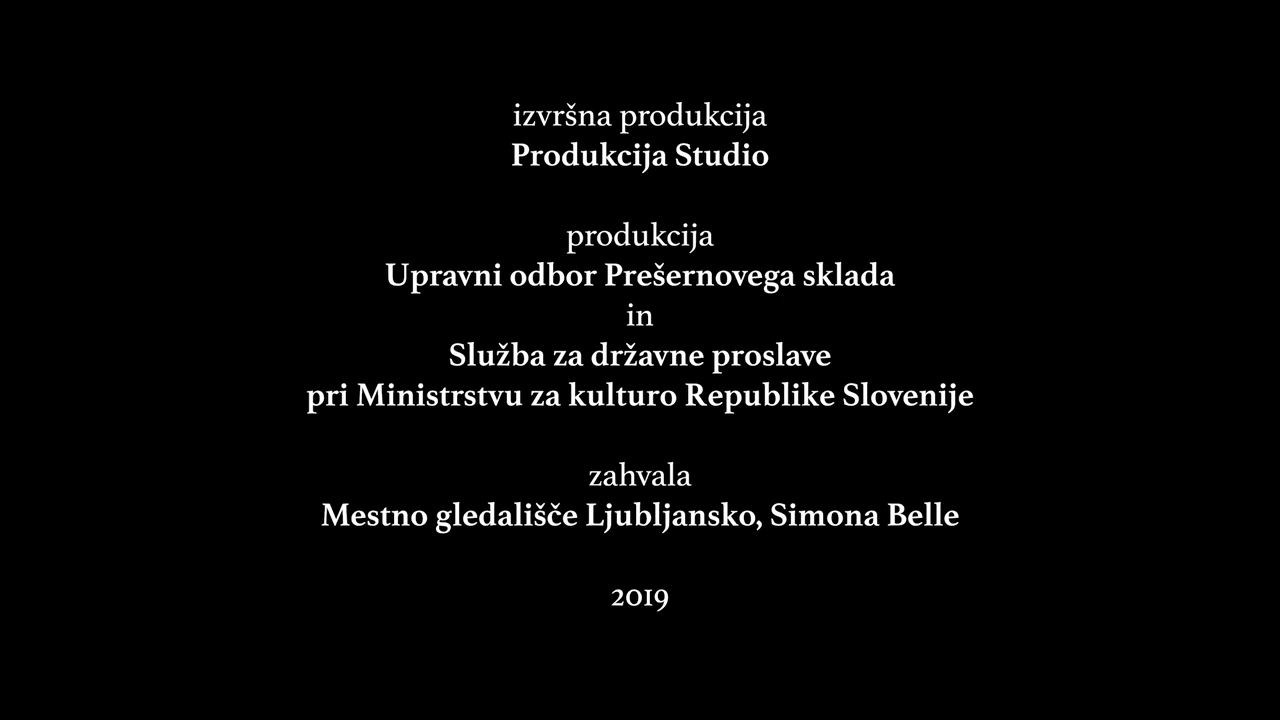 izvršna produkcija
Produkcija Studio
produkcija
Upravni odbor Prešernovega sklada
in
Služba za državne proslave
pri Ministrstvu za kulturo Republike Slovenije
zahvala
Mestno gledališče Ljubljansko, Simona Belle
2019